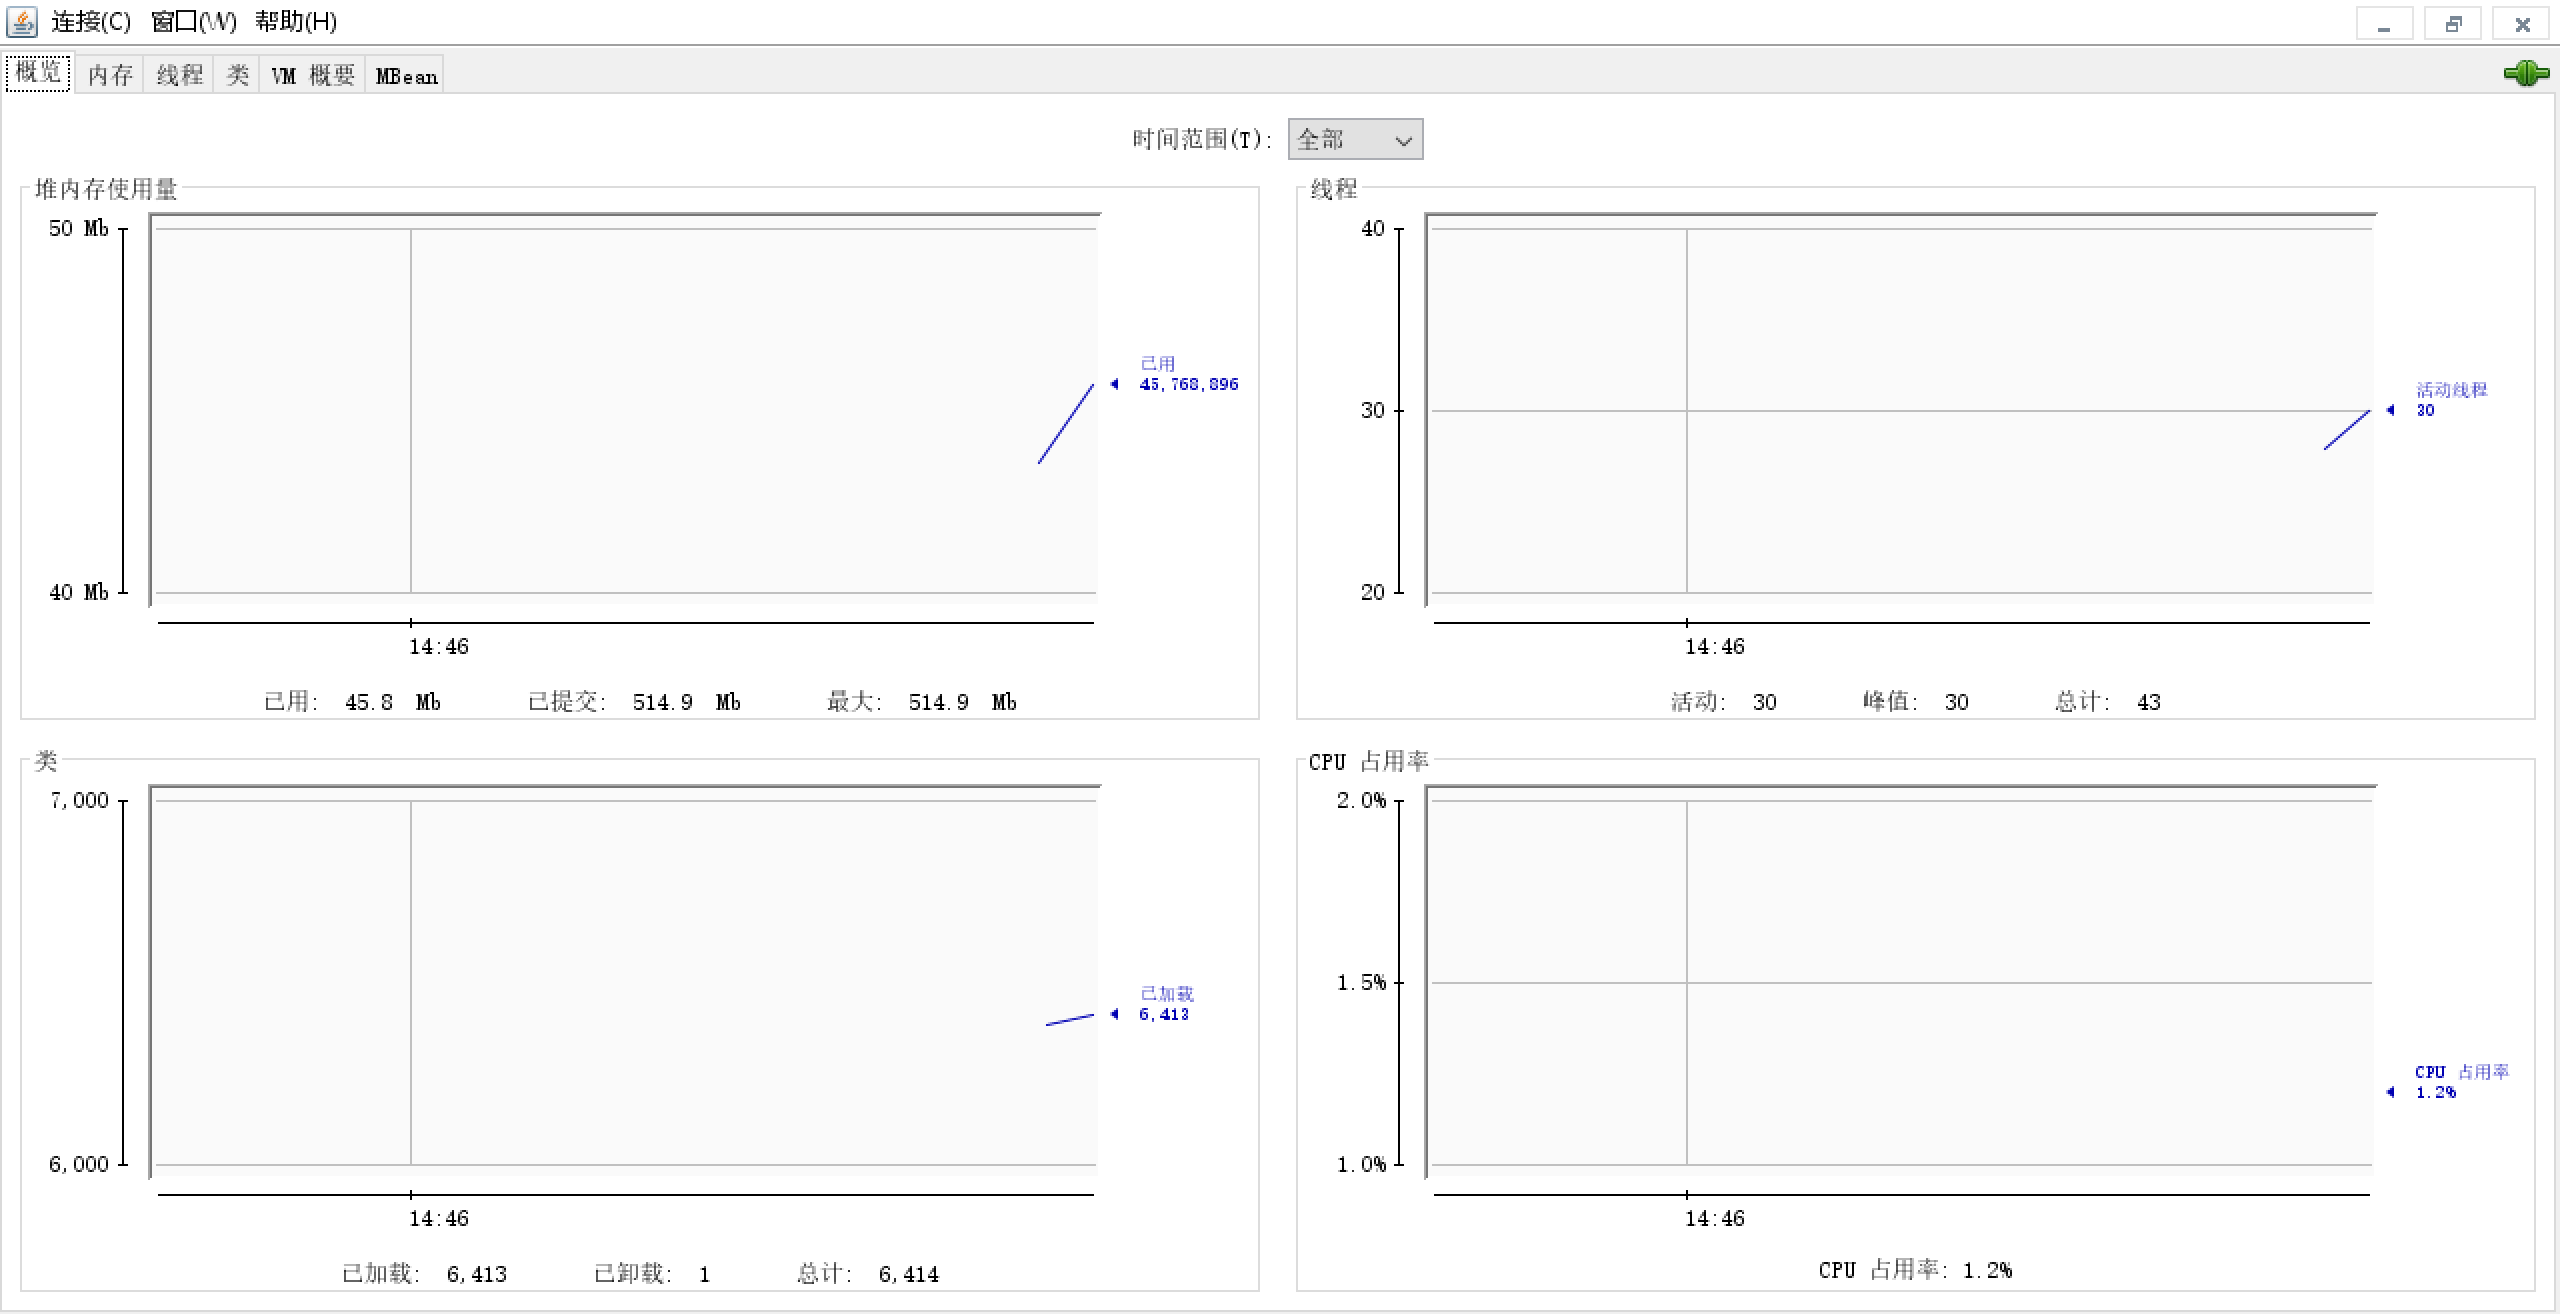 连接(C) 窗口(W) 帮助(H)
概览 内存 线程 类 VM 概要 MBean
时间范围(T): 全部
堆内存使用量
50 Mb
已用
45,768,896
40 Mb
14:46
已用: 45.8 Mb 已提交: 514.9 Mb 最大: 514.9 Mb
线程
40
活动线程
30
30
20
14:46
活动: 30 峰值: 30 总计: 43
类
7,000
已加载
6,413
6,000
14:46
已加载: 6,413 已卸载: 1 总计: 6,414
CPU 占用率
2.0%
1.5%
CPU 占用率
1.2%
1.0%
14:46
CPU 占用率: 1.2%